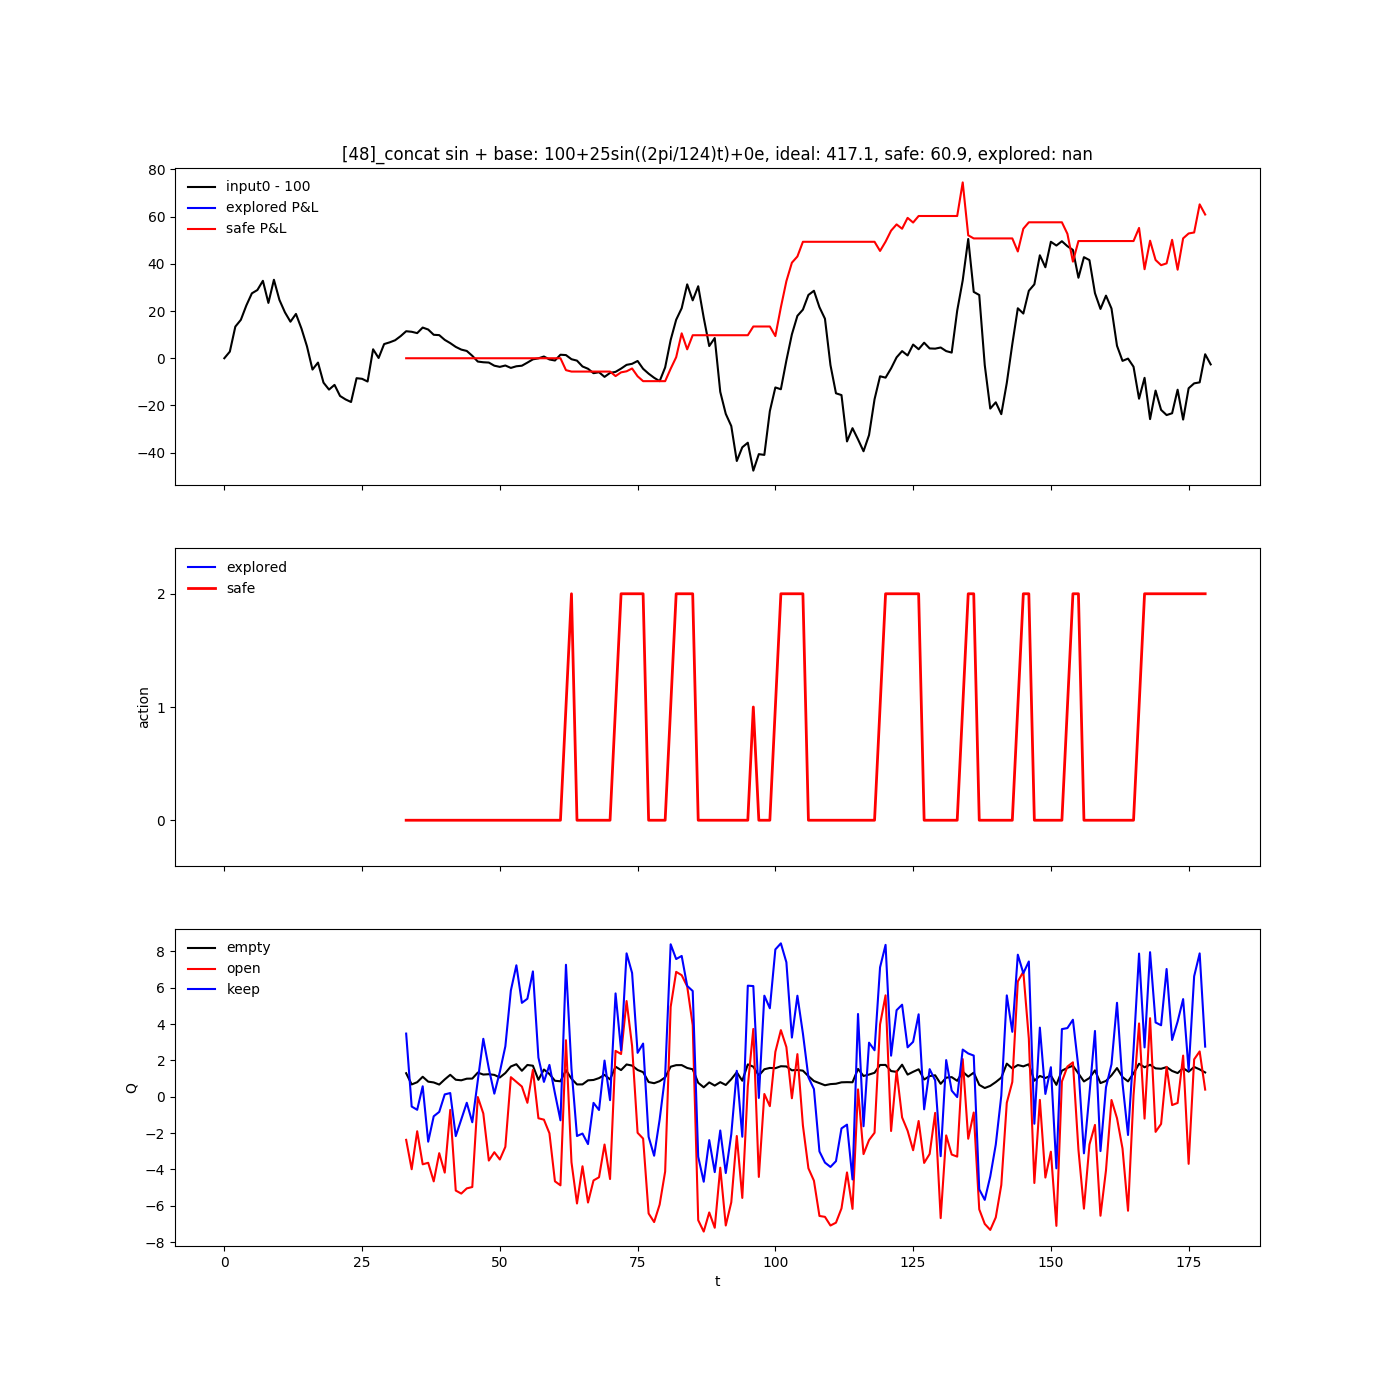 [48]_concat sin + base: 100+25sin((2pi/124)t)+0e, ideal: 417.1, safe: 60.9, explored: nan
80
60
40
20
0
−20
−40
input0 - 100
explored P&L
safe P&L
2
1
0
action
explored
safe
8
6
4
2
0
−2
−4
−6
−8
Q
empty
open
keep
0 25 50 75 100 125 150 175
t